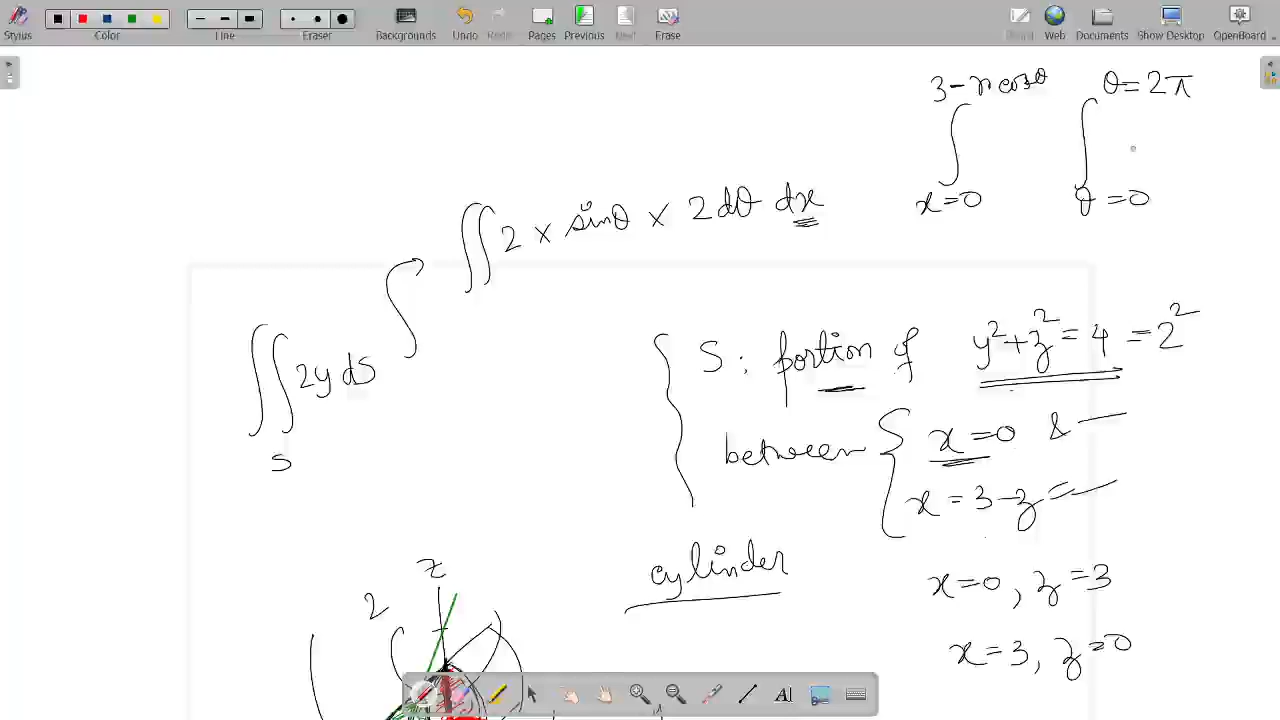 Stylus Color Line Eraser Backgrounds Undo Redo Pages Previous Next Erase Board Web Documents Show Desktop OpenBoard
3 - r cosθ θ = 2π
∫ ∫
x = 0 θ = 0
∬ 2 × sinθ × 2 dθ dx
∫
∬ 2y dS
S
S : portion of y² + z² = 4 = 2²
between { x = 0 &
x = 3 - z
cylinder
x = 0, z = 3
x = 3, z = 0
z
2